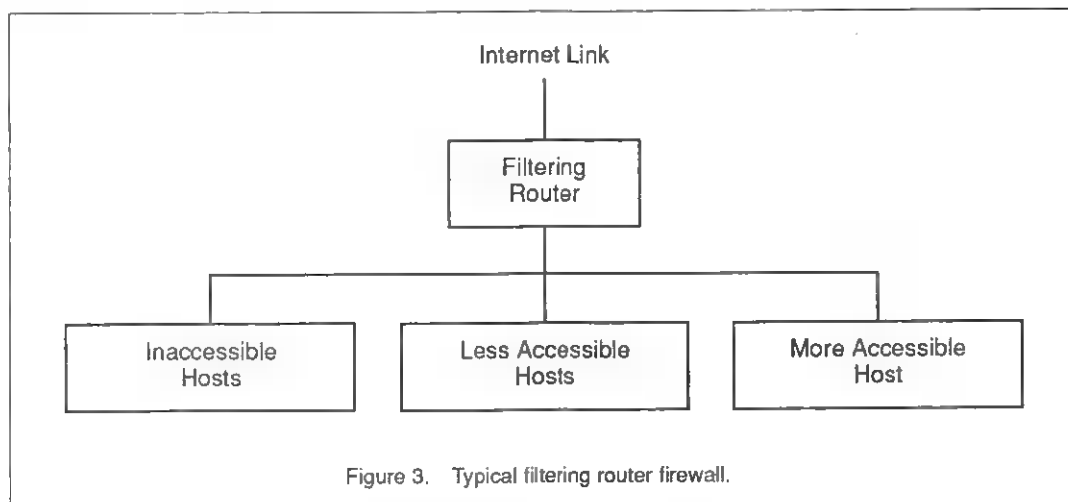 Internet Link
Filtering
Router
Inaccessible
Hosts
Less Accessible
Hosts
More Accessible
Host
Figure 3. Typical filtering router firewall.